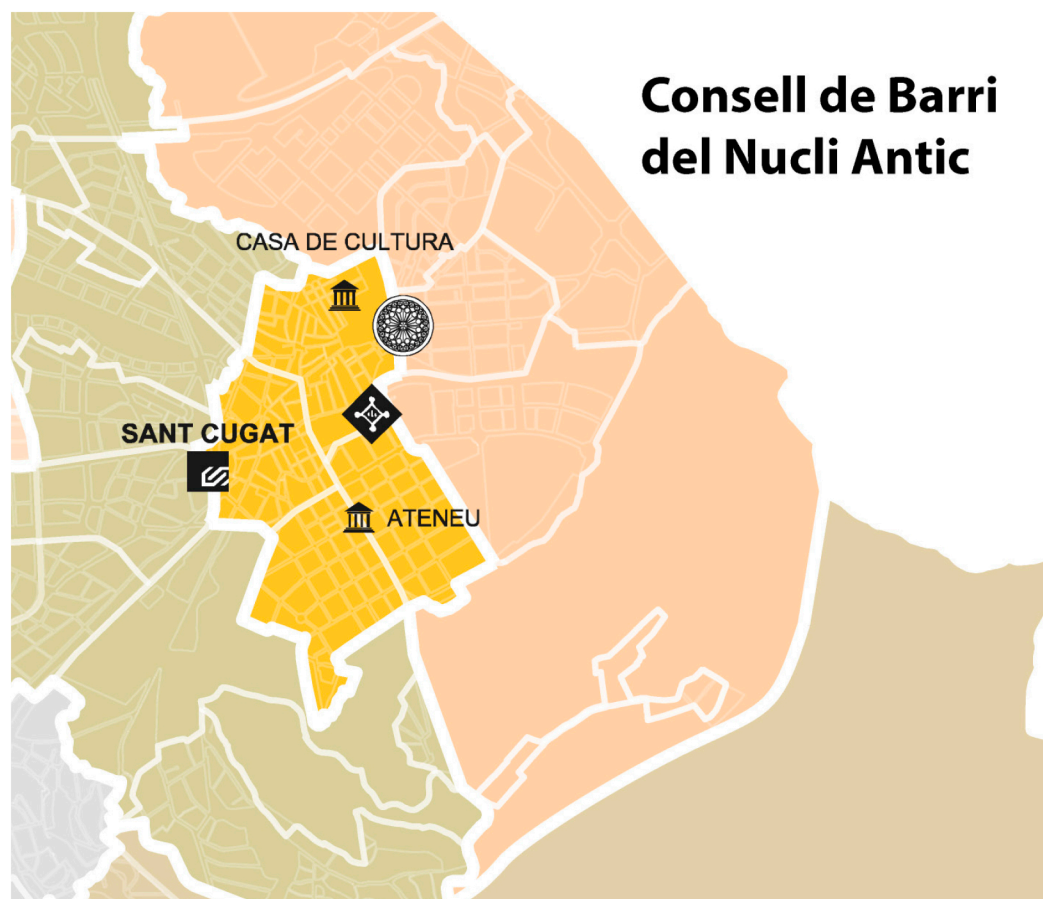 Consell de Barri
del Nucli Antic
CASA DE CULTURA
SANT CUGAT
ATENEU